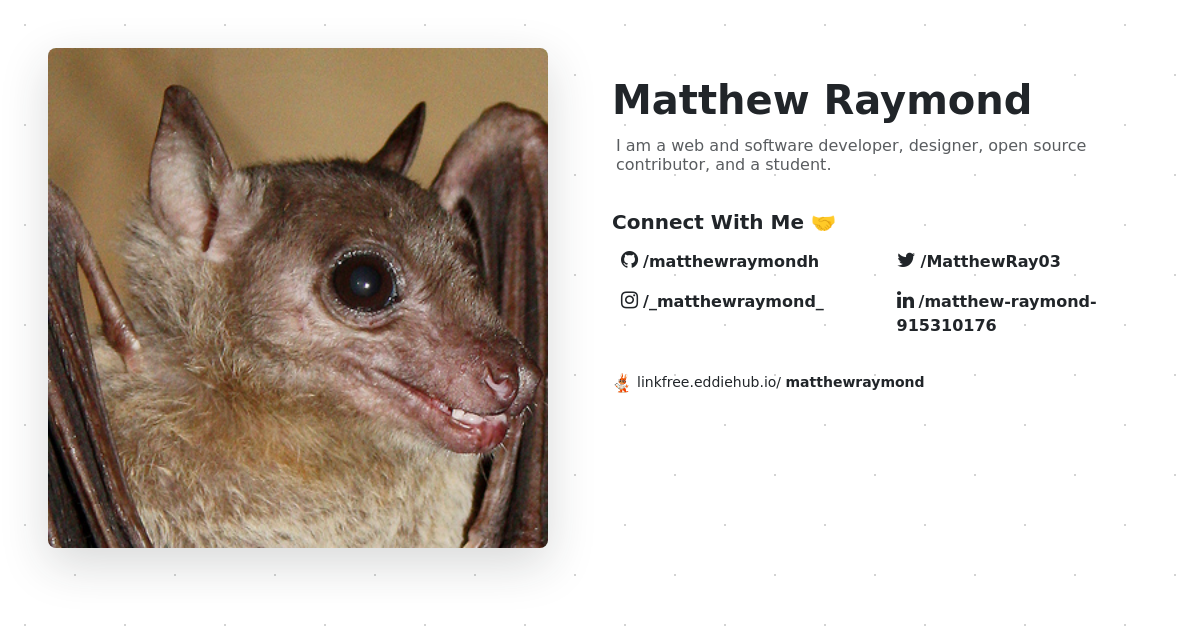 Matthew Raymond
I am a web and software developer, designer, open source
contributor, and a student.
Connect With Me 🤝
/matthewraymondh
/MatthewRay03
/_matthewraymond_
/matthew-raymond-
915310176
linkfree.eddiehub.io/ matthewraymond